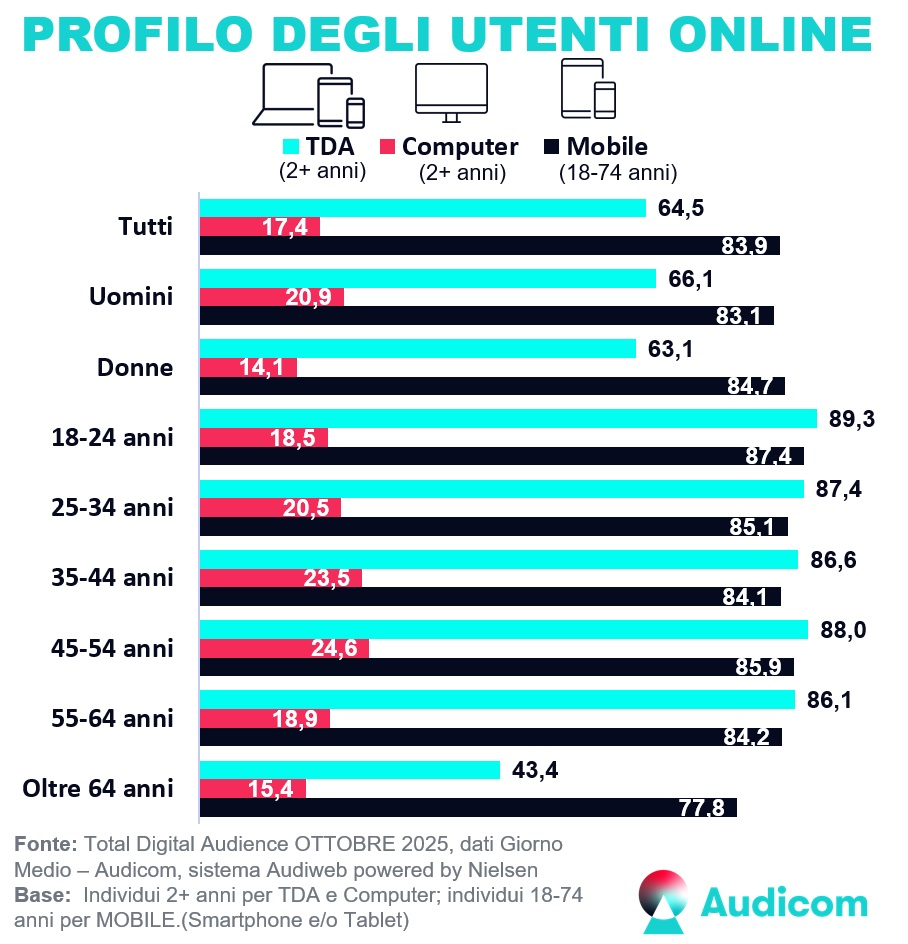 PROFILO DEGLI UTENTI ONLINE
TDA Computer Mobile
(2+ anni) (2+ anni) (18-74 anni)
Tutti 64,5 17,4 83,9
Uomini 66,1 20,9 83,1
Donne 63,1 14,1 84,7
18-24 anni 89,3 18,5 87,4
25-34 anni 87,4 20,5 85,1
35-44 anni 86,6 23,5 84,1
45-54 anni 88,0 24,6 85,9
55-64 anni 86,1 18,9 84,2
Oltre 64 anni 43,4 15,4 77,8
Fonte: Total Digital Audience OTTOBRE 2025, dati Giorno
Medio – Audicom, sistema Audiweb powered by Nielsen
Base: Individui 2+ anni per TDA e Computer; individui 18-74
anni per MOBILE.(Smartphone e/o Tablet)
Audicom